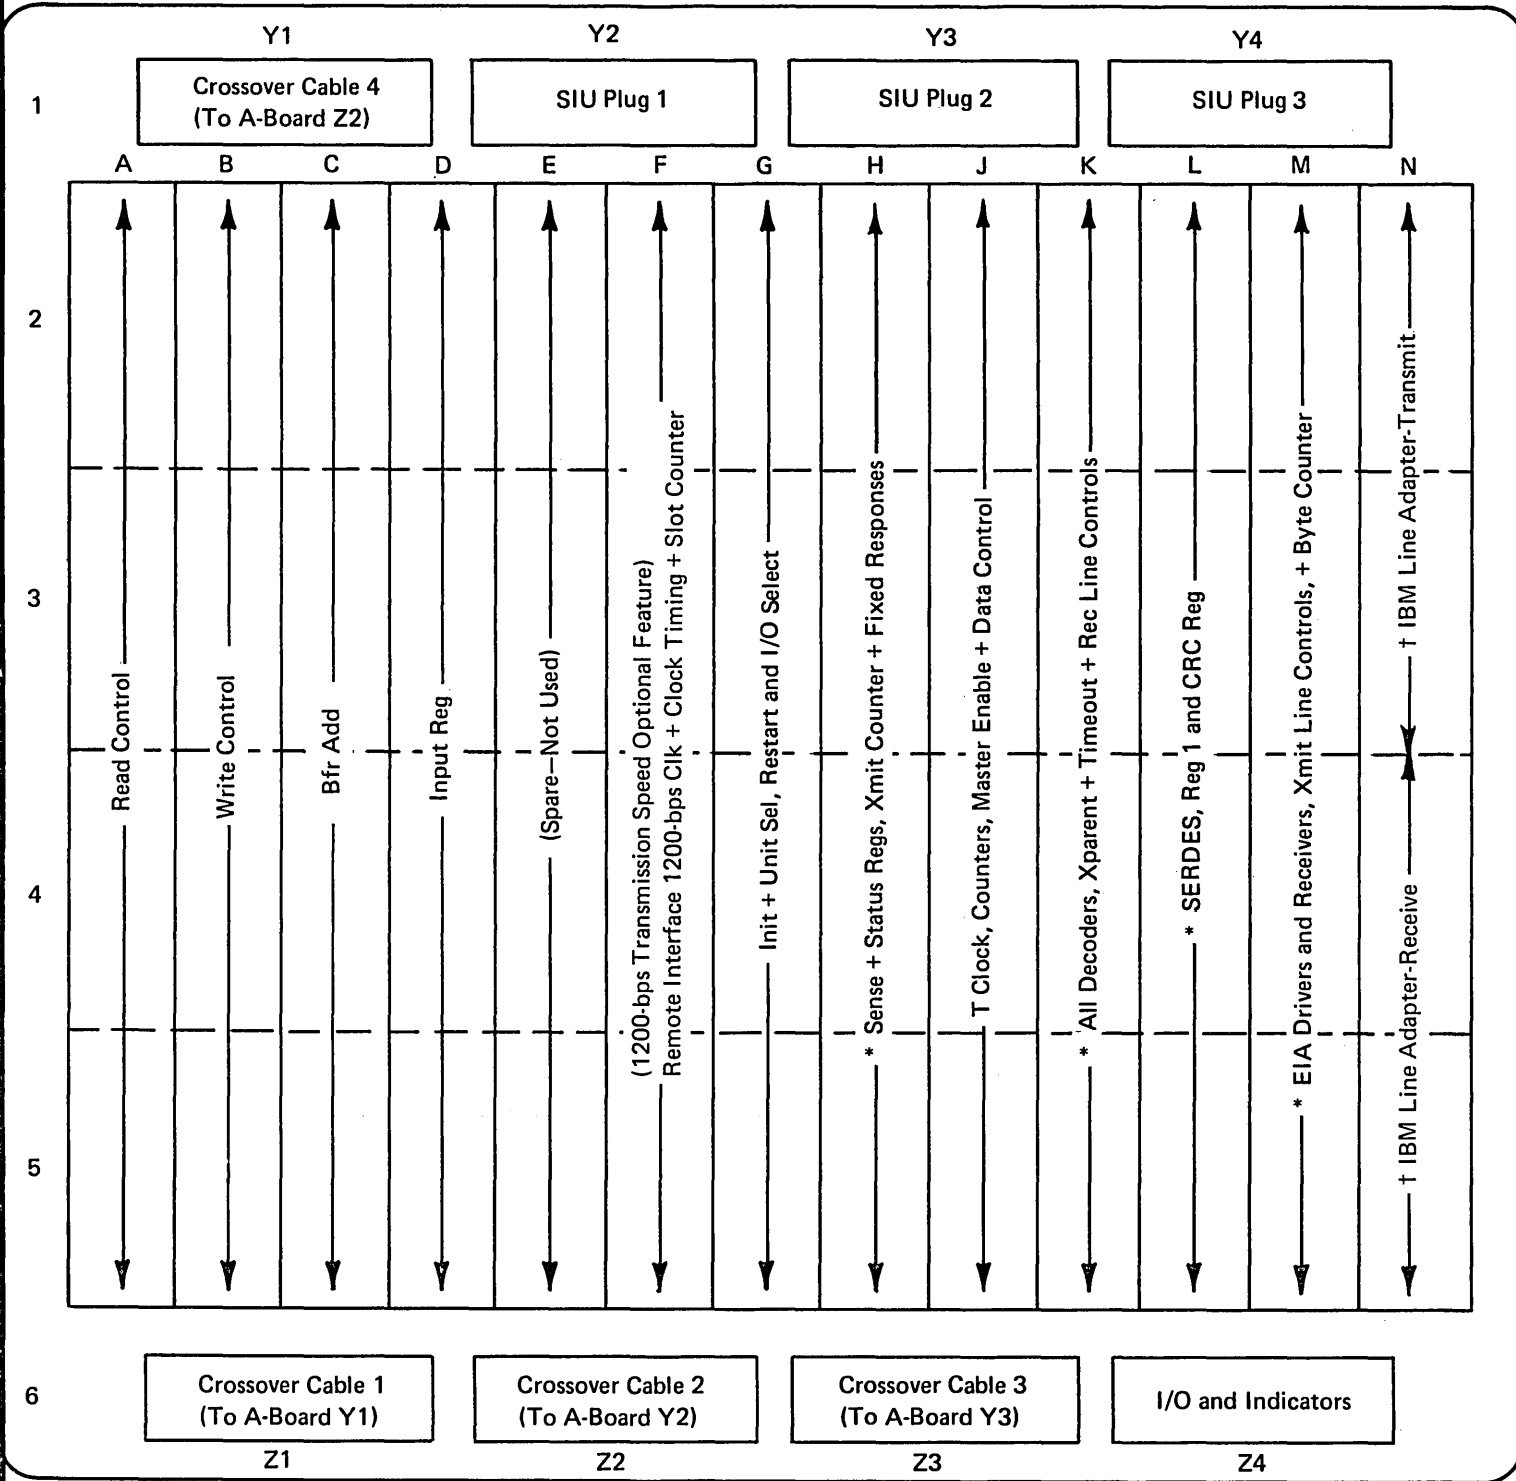 Y1
Y2
Y3
Y4
1
Crossover Cable 4
(To A-Board Z2)
SIU Plug 1
SIU Plug 2
SIU Plug 3
A
B
C
D
E
F
G
H
J
K
L
M
N
2
3
4
5
Read Control
Write Control
Bfr Add
Input Reg
(Spare—Not Used)
(1200-bps Transmission Speed Optional Feature)
Remote Interface 1200-bps Clk + Clock Timing + Slot Counter
Init + Unit Sel, Restart and I/O Select
* Sense + Status Regs, Xmit Counter + Fixed Responses
T Clock, Counters, Master Enable + Data Control
* All Decoders, Xparent + Timeout + Rec Line Controls
* SERDES, Reg 1 and CRC Reg
* EIA Drivers and Receivers, Xmit Line Controls, + Byte Counter
† IBM Line Adapter-Transmit
† IBM Line Adapter-Receive
6
Crossover Cable 1
(To A-Board Y1)
Crossover Cable 2
(To A-Board Y2)
Crossover Cable 3
(To A-Board Y3)
I/O and Indicators
Z1
Z2
Z3
Z4